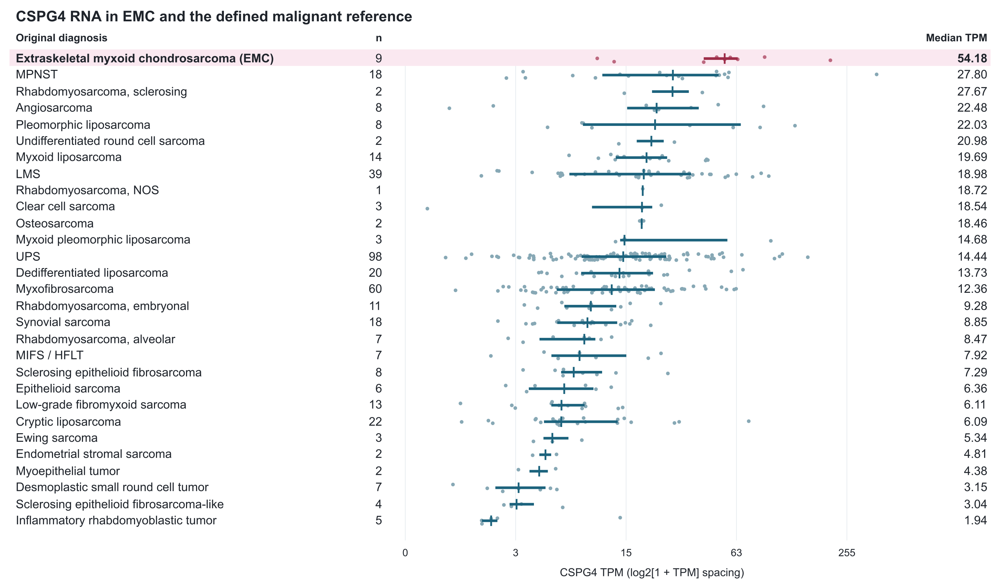 CSPG4 RNA in EMC and the defined malignant reference
Original diagnosis n Median TPM
Extraskeletal myxoid chondrosarcoma (EMC) 9 54.18
MPNST 18 27.80
Rhabdomyosarcoma, sclerosing 2 27.67
Angiosarcoma 8 22.48
Pleomorphic liposarcoma 8 22.03
Undifferentiated round cell sarcoma 2 20.98
Myxoid liposarcoma 14 19.69
LMS 39 18.98
Rhabdomyosarcoma, NOS 1 18.72
Clear cell sarcoma 3 18.54
Osteosarcoma 2 18.46
Myxoid pleomorphic liposarcoma 3 14.68
UPS 98 14.44
Dedifferentiated liposarcoma 20 13.73
Myxofibrosarcoma 60 12.36
Rhabdomyosarcoma, embryonal 11 9.28
Synovial sarcoma 18 8.85
Rhabdomyosarcoma, alveolar 7 8.47
MIFS / HFLT 7 7.92
Sclerosing epithelioid fibrosarcoma 8 7.29
Epithelioid sarcoma 6 6.36
Low-grade fibromyxoid sarcoma 13 6.11
Cryptic liposarcoma 22 6.09
Ewing sarcoma 3 5.34
Endometrial stromal sarcoma 2 4.81
Myoepithelial tumor 2 4.38
Desmoplastic small round cell tumor 7 3.15
Sclerosing epithelioid fibrosarcoma-like 4 3.04
Inflammatory rhabdomyoblastic tumor 5 1.94
0 3 15 63 255
CSPG4 TPM (log2[1 + TPM] spacing)